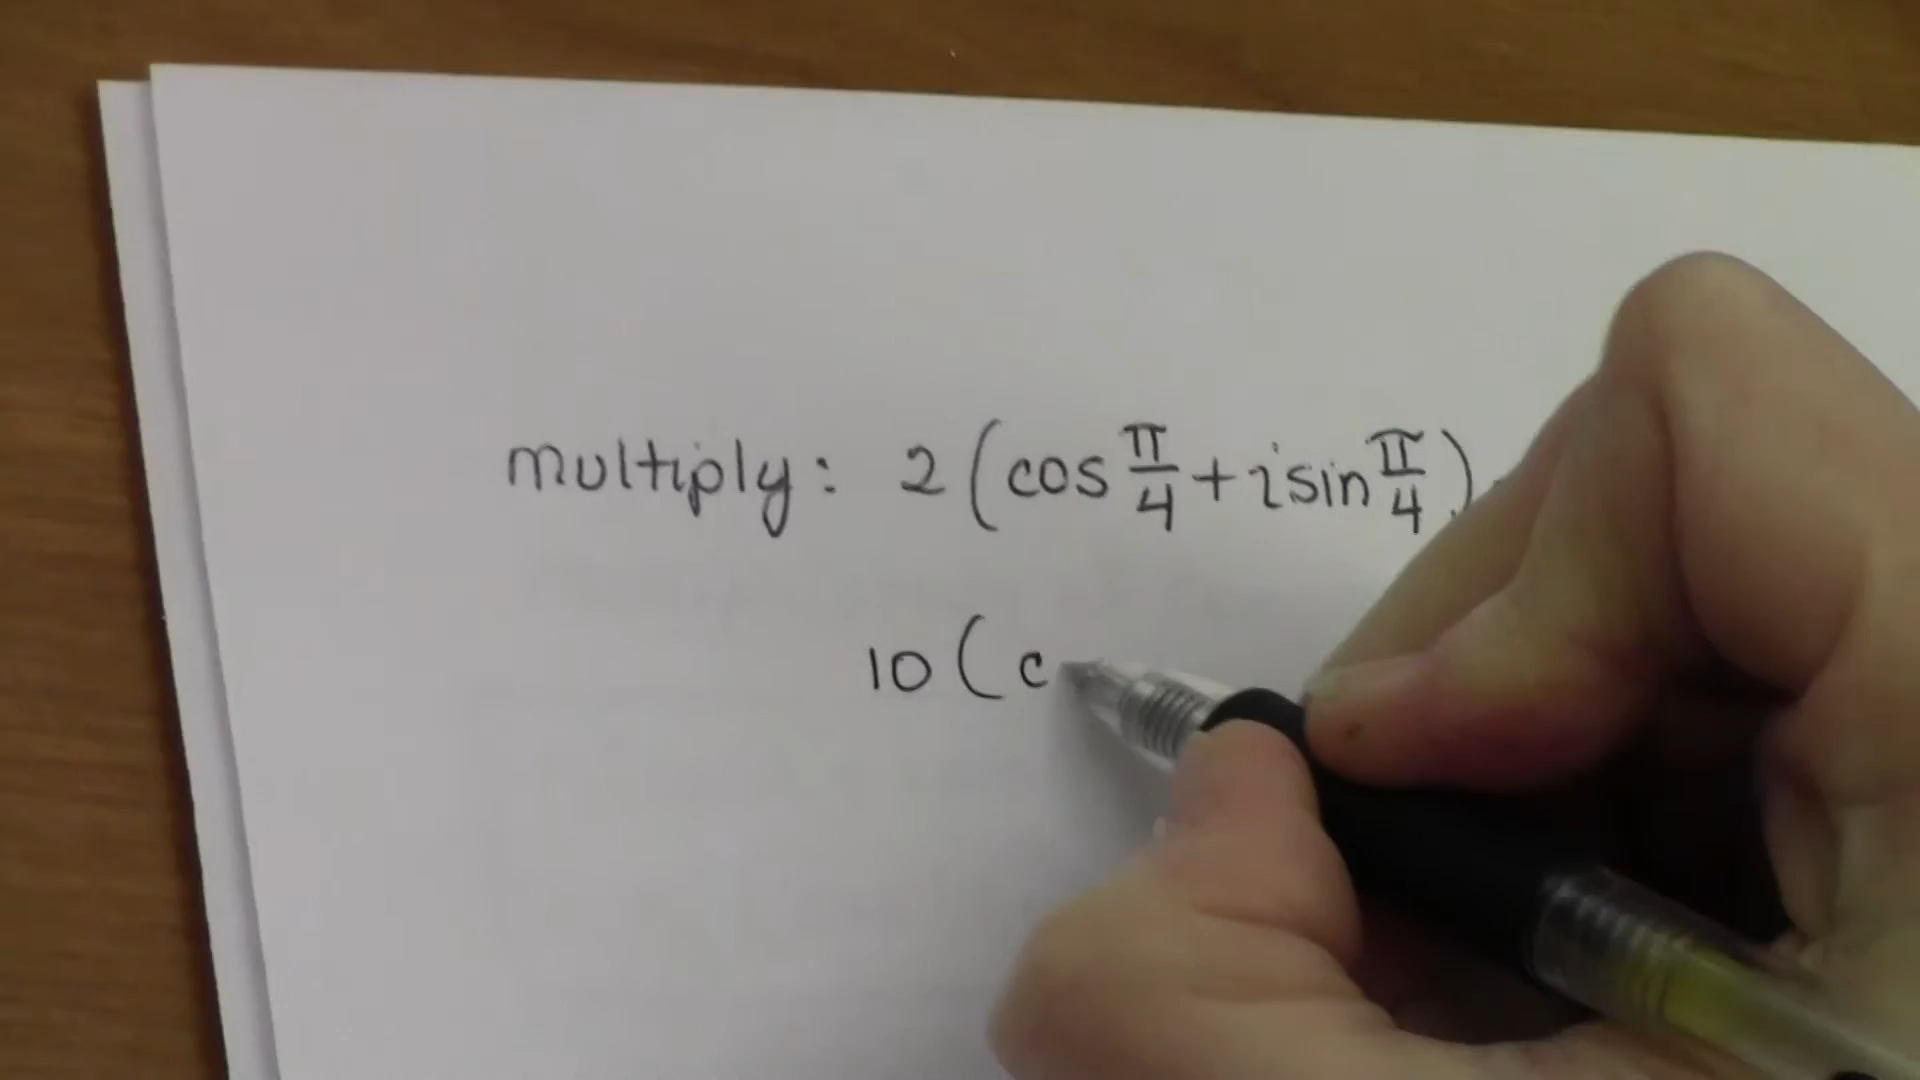 multiply: 2 (cos π/4 + i sin π/4)
10 ( c